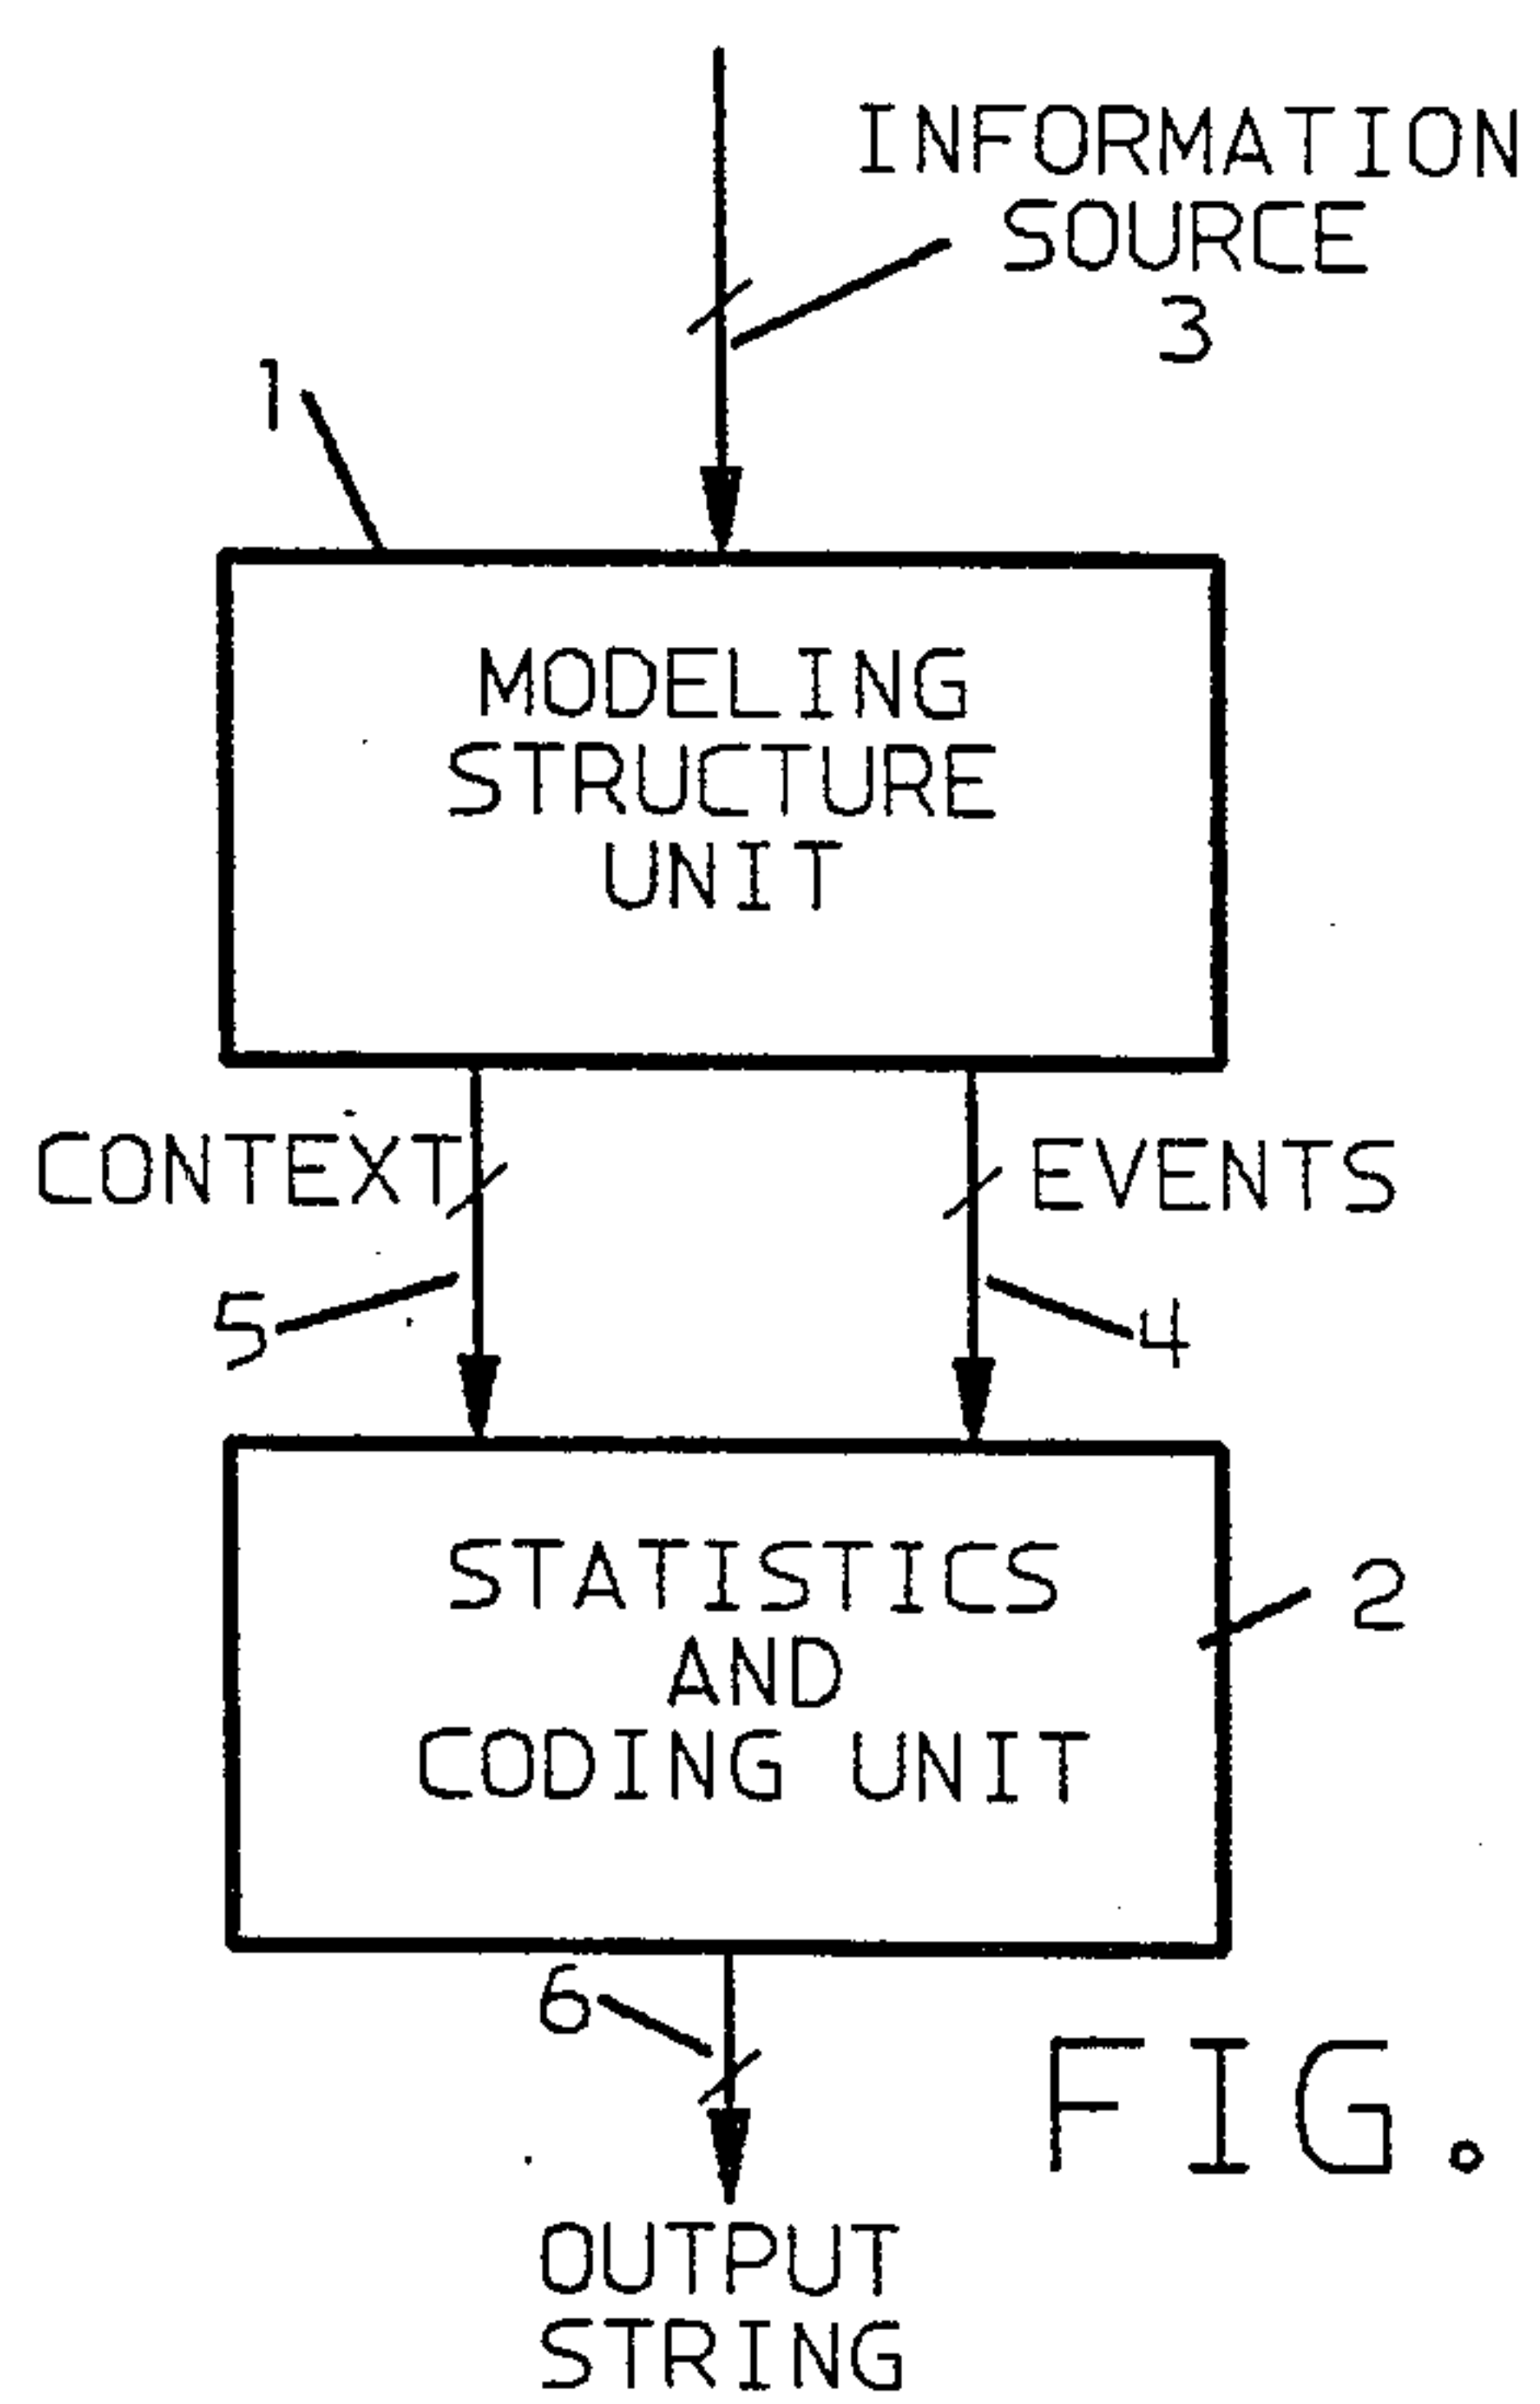 INFORMATION
SOURCE
3
1
MODELING
STRUCTURE
UNIT
CONTEXT
EVENTS
5
4
STATISTICS
AND
CODING UNIT
2
6
FIG.
OUTPUT
STRING